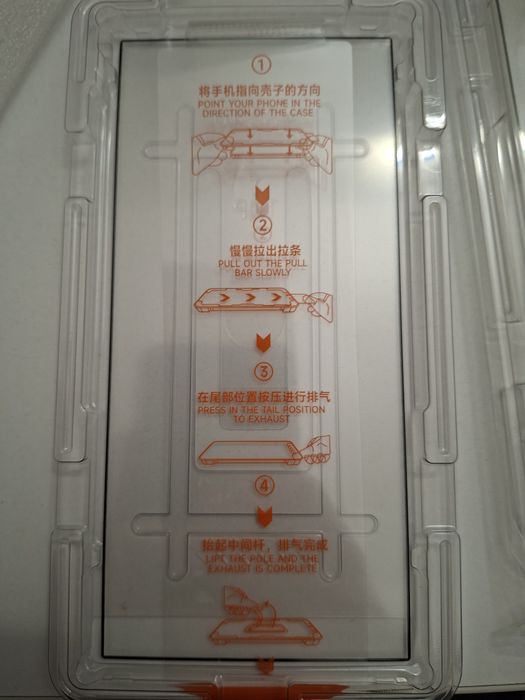 ①
将手机指向壳子的方向
POINT YOUR PHONE IN THE
DIRECTION OF THE CASE
②
慢慢拉出拉条
PULL OUT THE PULL
BAR SLOWLY
③
在尾部位置按压进行排气
PRESS IN THE TAIL POSITION
TO EXHAUST
④
抬起中间杆，排气完成
LIFT THE POLE AND THE
EXHAUST IS COMPLETE